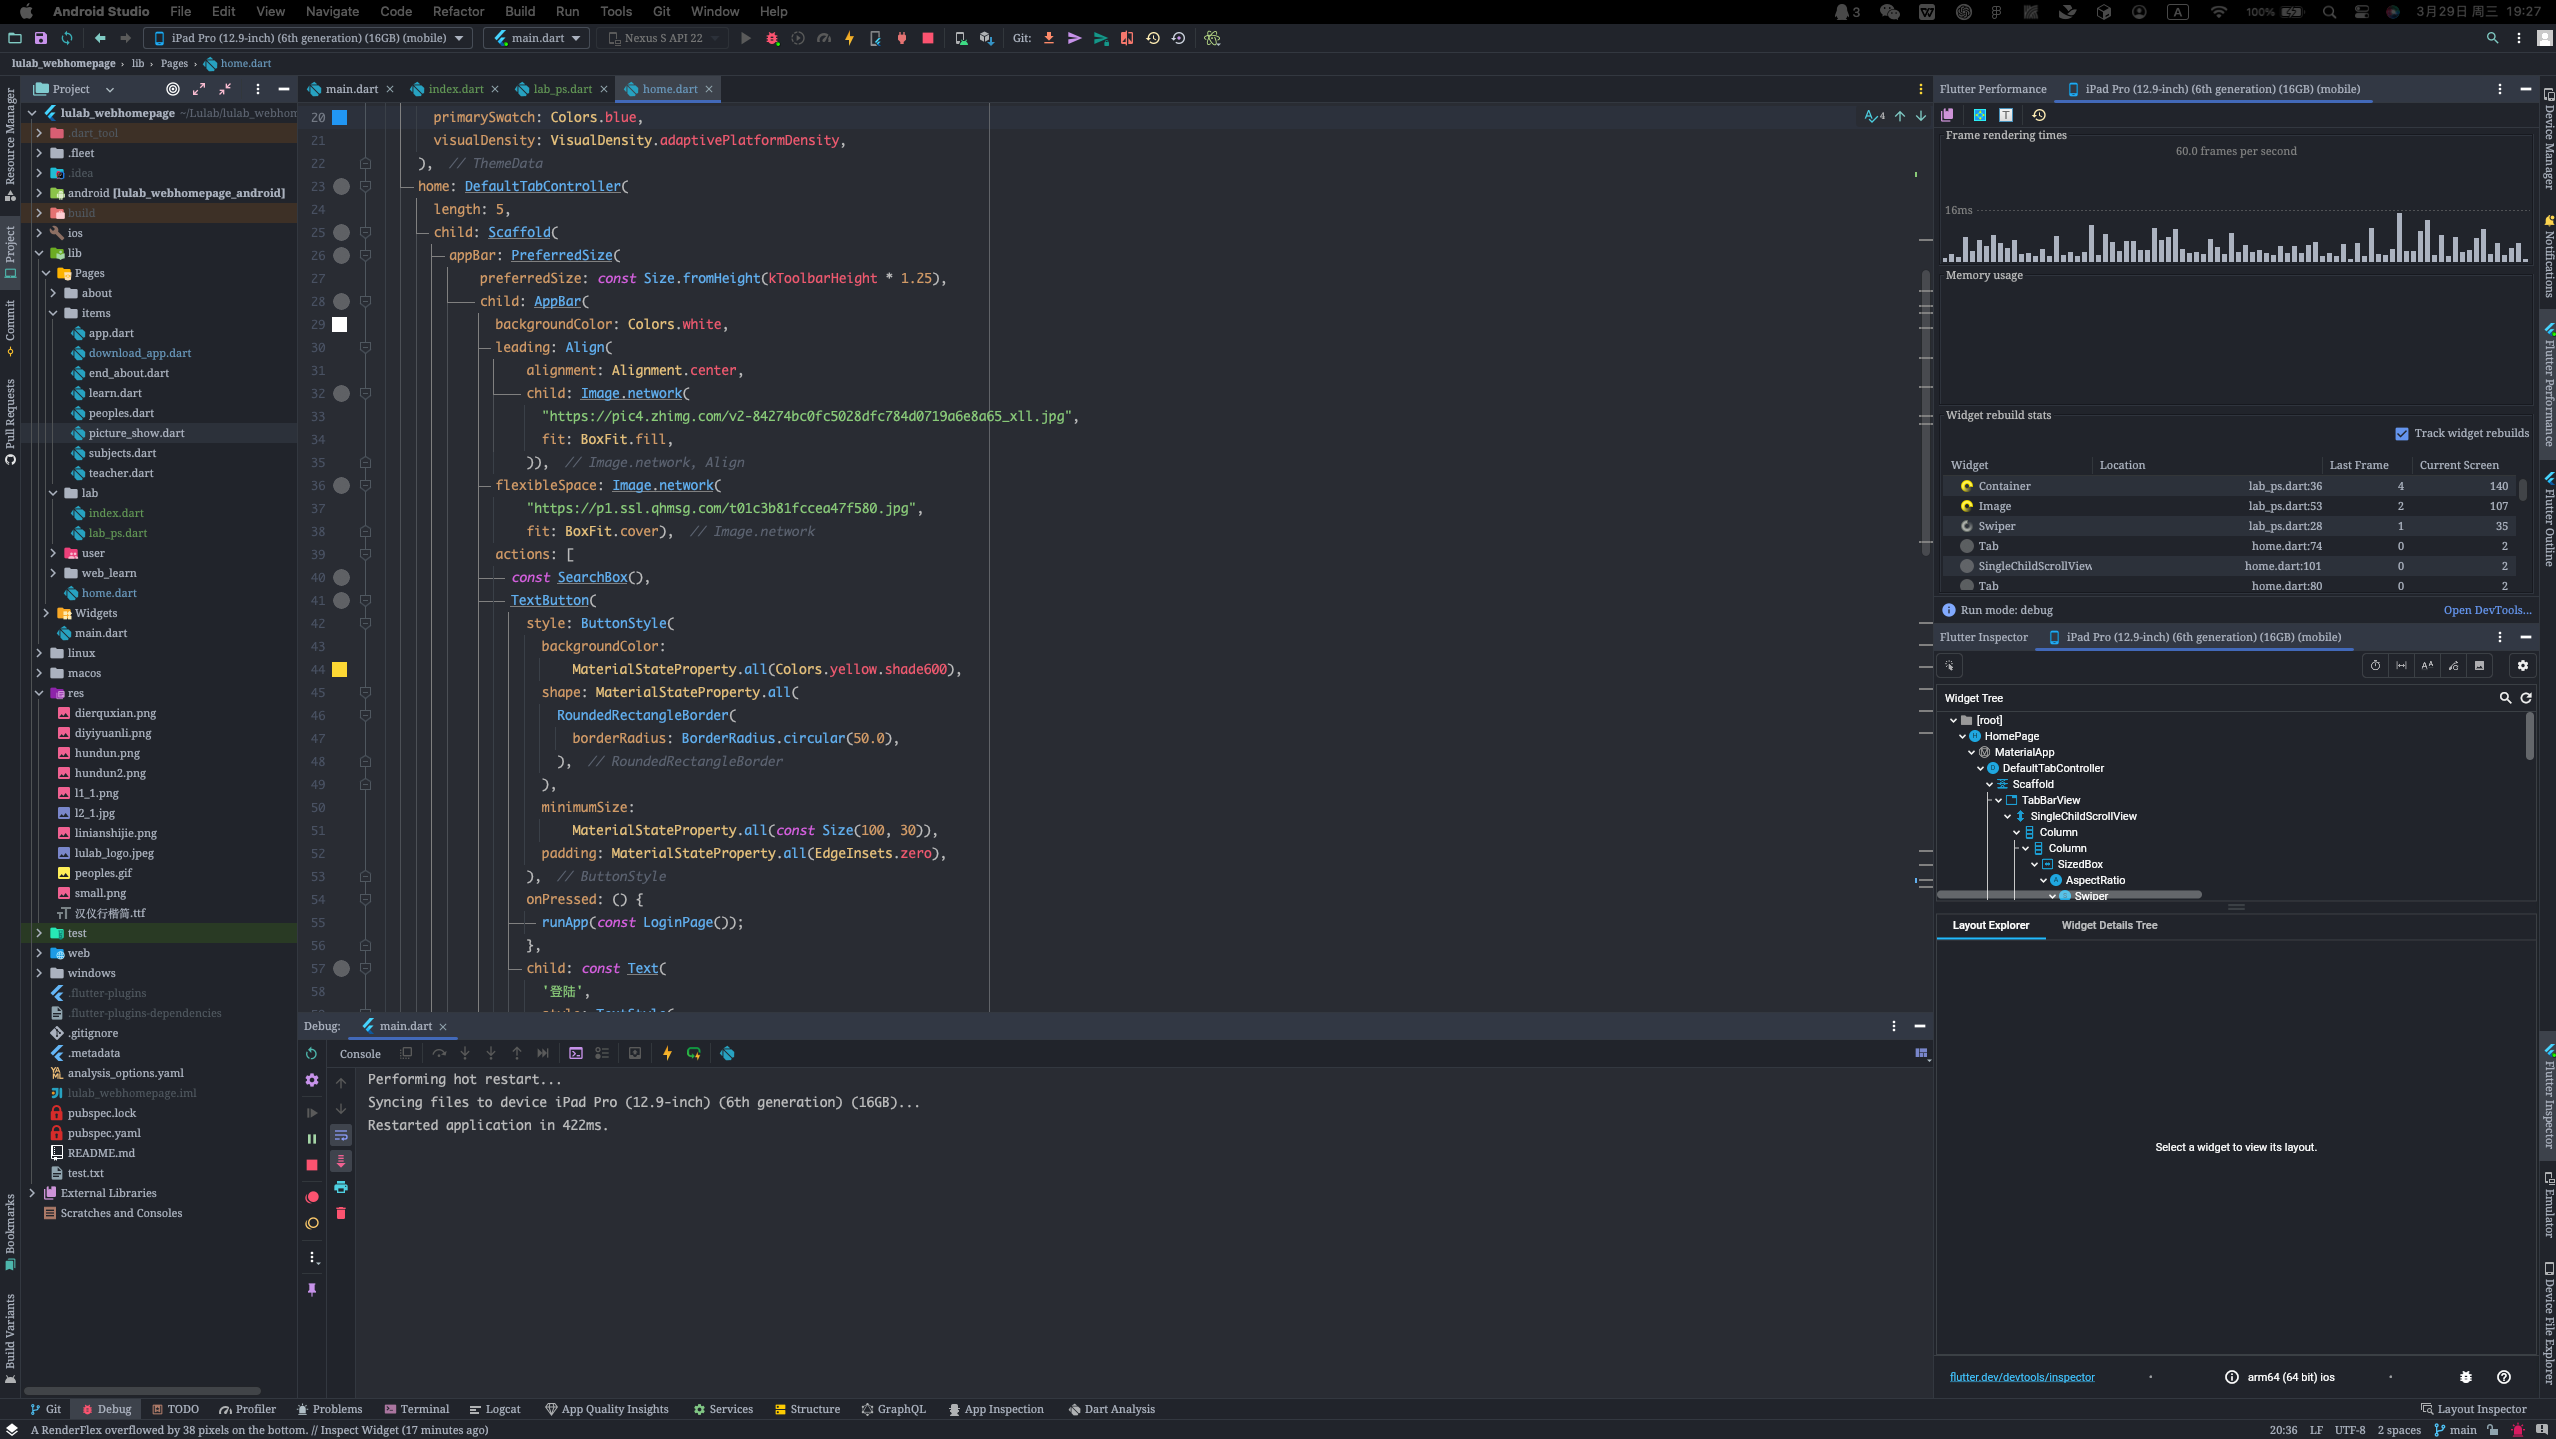 Android Studio File Edit View Navigate Code Refactor Build Run Tools Git Window Help 3 A 100% 3月29日 周三 19:27
iPad Pro (12.9-inch) (6th generation) (16GB) (mobile) main.dart Nexus S API 22 Git:
lulab_webhomepage lib Pages home.dart
Project main.dart index.dart lab_ps.dart home.dart
Resource Manager
Project
Commit
Pull Requests
Bookmarks
Build Variants
lulab_webhomepage ~/Lulab/lulab_webhom
.dart_tool
.fleet
.idea
android [lulab_webhomepage_android]
build
ios
lib
Pages
about
items
app.dart
download_app.dart
end_about.dart
learn.dart
peoples.dart
picture_show.dart
subjects.dart
teacher.dart
lab
index.dart
lab_ps.dart
user
web_learn
home.dart
Widgets
main.dart
linux
macos
res
dierquxian.png
diyiyuanli.png
hundun.png
hundun2.png
l1_1.png
l2_1.jpg
linianshijie.png
lulab_logo.jpeg
peoples.gif
small.png
汉仪行楷简.ttf
test
web
windows
.flutter-plugins
.flutter-plugins-dependencies
.gitignore
.metadata
analysis_options.yaml
lulab_webhomepage.iml
pubspec.lock
pubspec.yaml
README.md
test.txt
External Libraries
Scratches and Consoles
20 primarySwatch: Colors.blue, 4
21 visualDensity: VisualDensity.adaptivePlatformDensity,
22 ), // ThemeData
23 home: DefaultTabController(
24 length: 5,
25 child: Scaffold(
26 appBar: PreferredSize(
27 preferredSize: const Size.fromHeight(kToolbarHeight * 1.25),
28 child: AppBar(
29 backgroundColor: Colors.white,
30 leading: Align(
31 alignment: Alignment.center,
32 child: Image.network(
33 "https://pic4.zhimg.com/v2-84274bc0fc5028dfc784d0719a6e8a65_xll.jpg",
34 fit: BoxFit.fill,
35 )), // Image.network, Align
36 flexibleSpace: Image.network(
37 "https://p1.ssl.qhmsg.com/t01c3b81fccea47f580.jpg",
38 fit: BoxFit.cover), // Image.network
39 actions: [
40 const SearchBox(),
41 TextButton(
42 style: ButtonStyle(
43 backgroundColor:
44 MaterialStateProperty.all(Colors.yellow.shade600),
45 shape: MaterialStateProperty.all(
46 RoundedRectangleBorder(
47 borderRadius: BorderRadius.circular(50.0),
48 ), // RoundedRectangleBorder
49 ),
50 minimumSize:
51 MaterialStateProperty.all(const Size(100, 30)),
52 padding: MaterialStateProperty.all(EdgeInsets.zero),
53 ), // ButtonStyle
54 onPressed: () {
55 runApp(const LoginPage());
56 },
57 child: const Text(
58 '登陆',
Debug: main.dart
Console
Performing hot restart...
Syncing files to device iPad Pro (12.9-inch) (6th generation) (16GB)...
Restarted application in 422ms.
Flutter Performance iPad Pro (12.9-inch) (6th generation) (16GB) (mobile)
Frame rendering times
60.0 frames per second
16ms
Memory usage
Widget rebuild stats
Track widget rebuilds
Widget Location Last Frame Current Screen
Container lab_ps.dart:36 4 140
Image lab_ps.dart:53 2 107
Swiper lab_ps.dart:28 1 35
Tab home.dart:74 0 2
SingleChildScrollView home.dart:101 0 2
Tab home.dart:80 0 2
Run mode: debug Open DevTools...
Flutter Inspector iPad Pro (12.9-inch) (6th generation) (16GB) (mobile)
Widget Tree
[root]
HomePage
MaterialApp
DefaultTabController
Scaffold
TabBarView
SingleChildScrollView
Column
Column
SizedBox
AspectRatio
Swiper
Layout Explorer Widget Details Tree
Select a widget to view its layout.
flutter.dev/devtools/inspector arm64 (64 bit) ios
Device Manager
Notifications
Flutter Performance
Flutter Outline
Flutter Inspector
Emulator
Device File Explorer
Git Debug TODO Profiler Problems Terminal Logcat App Quality Insights Services Structure GraphQL App Inspection Dart Analysis Layout Inspector
A RenderFlex overflowed by 38 pixels on the bottom. // Inspect Widget (17 minutes ago) 20:36 LF UTF-8 2 spaces main